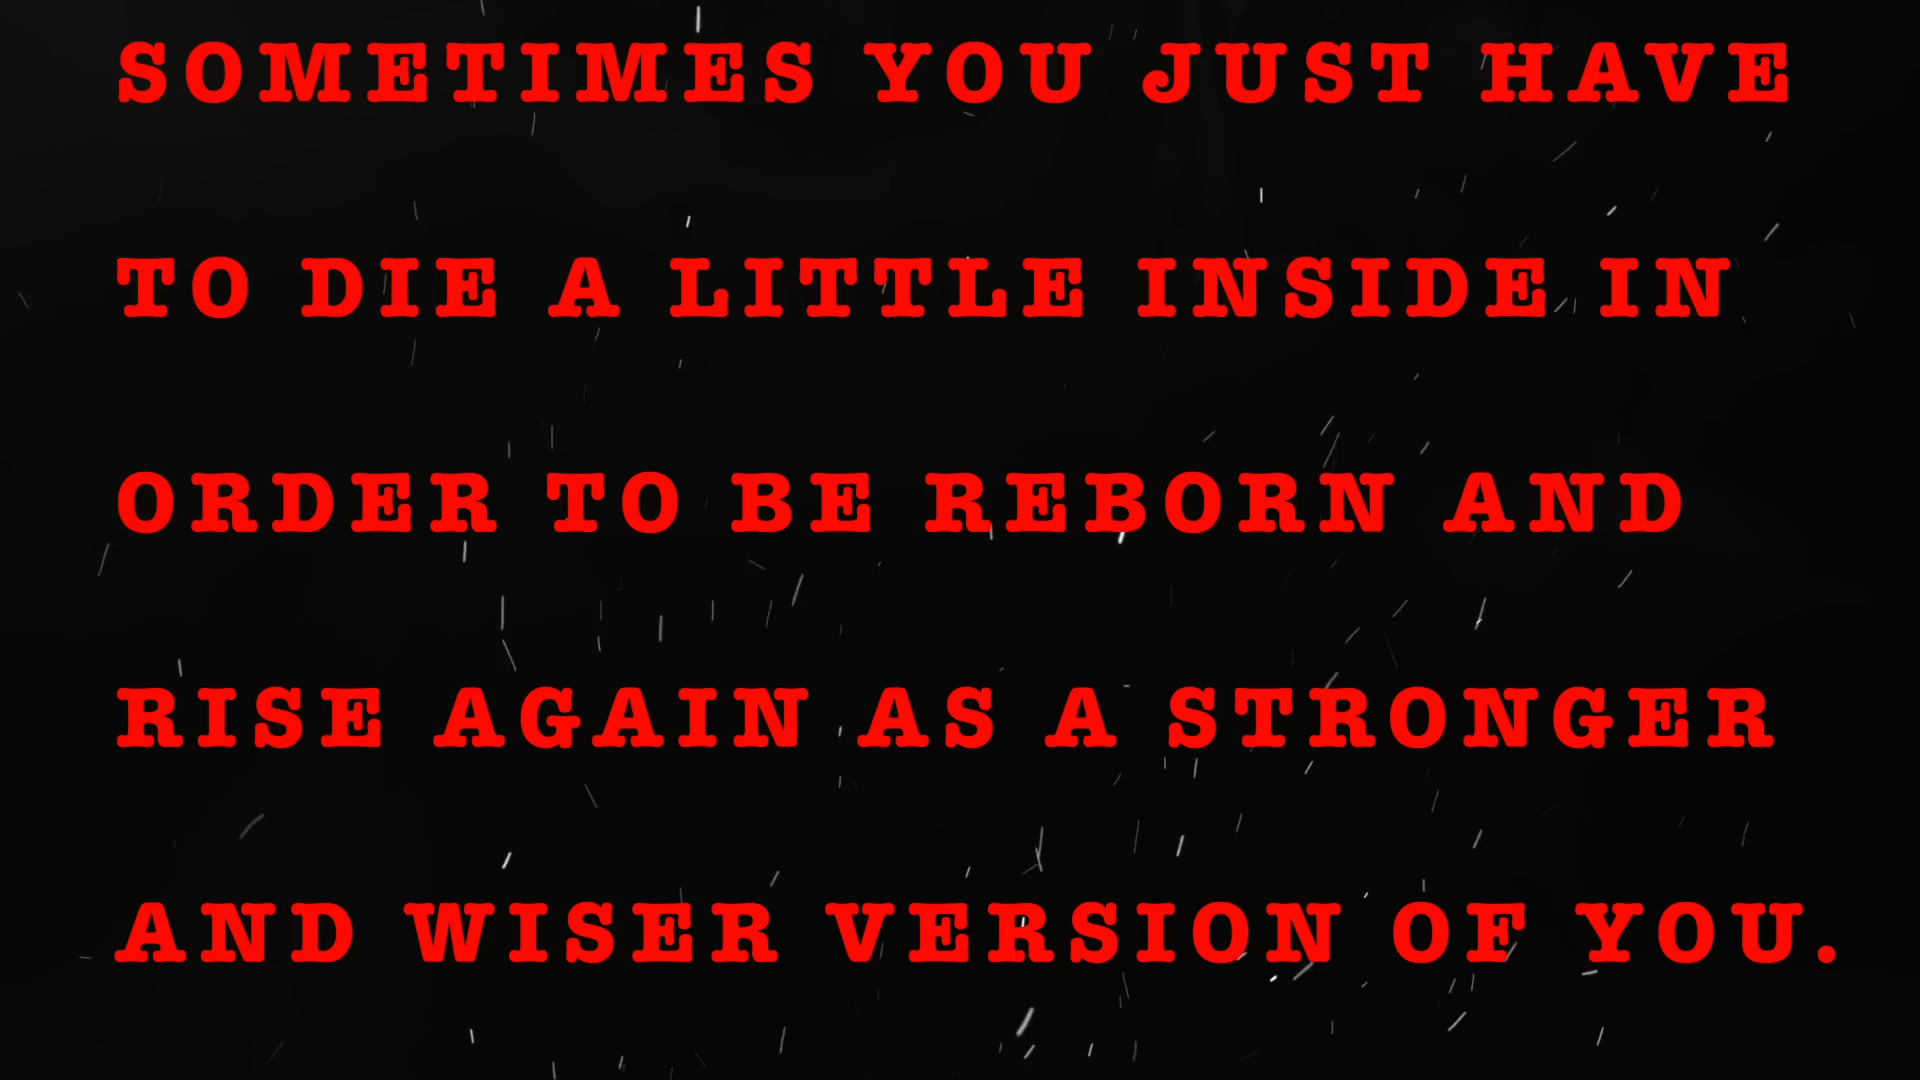 SOMETIMES YOU JUST HAVE
TO DIE A LITTLE INSIDE IN
ORDER TO BE REBORN AND
RISE AGAIN AS A STRONGER
AND WISER VERSION OF YOU.